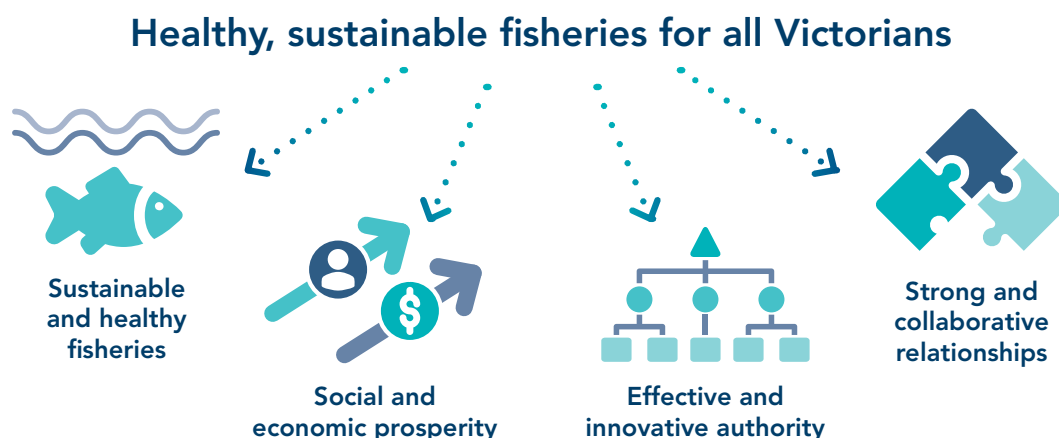 Healthy, sustainable fisheries for all Victorians
Sustainable
and healthy
fisheries
$
Social and
economic prosperity
Effective and
innovative authority
Strong and
collaborative
relationships